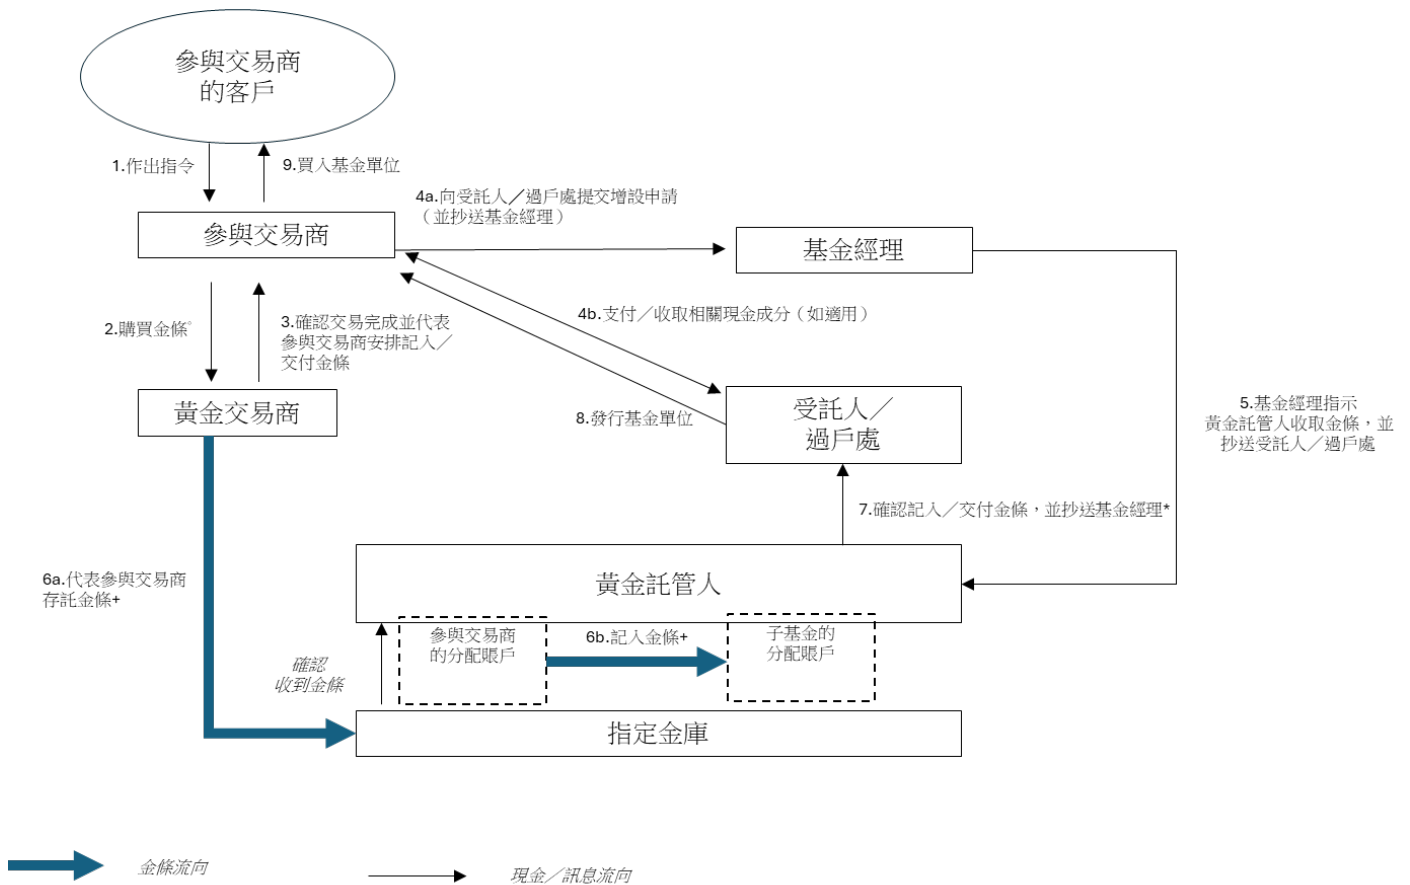 參與交易商
的客戶
1.作出指令
9.買入基金單位
4a.向受託人／過戶處提交增設申請
（並抄送基金經理）
參與交易商
基金經理
2.購買金條°
3.確認交易完成並代表
參與交易商安排記入／
交付金條
4b.支付／收取相關現金成分（如適用）
黃金交易商
受託人／
過戶處
8.發行基金單位
5.基金經理指示
黃金託管人收取金條，並
抄送受託人／過戶處
7.確認記入／交付金條，並抄送基金經理*
6a.代表參與交易商
存託金條+
黃金託管人
參與交易商
的分配賬戶
6b.記入金條+
子基金的
分配賬戶
確認
收到金條
指定金庫
金條流向
現金／訊息流向